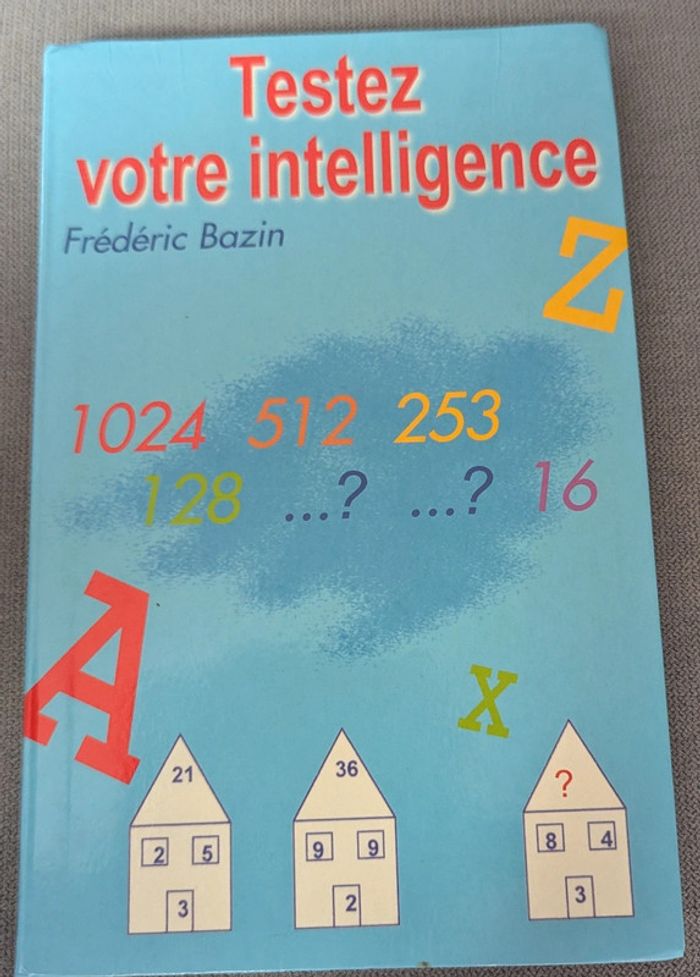 Testez
votre intelligence
Frédéric Bazin
Z
1024 512 253
128 ...? ...? 16
A
X
21 36 ?
2 5 9 9 8 4
3 2 3